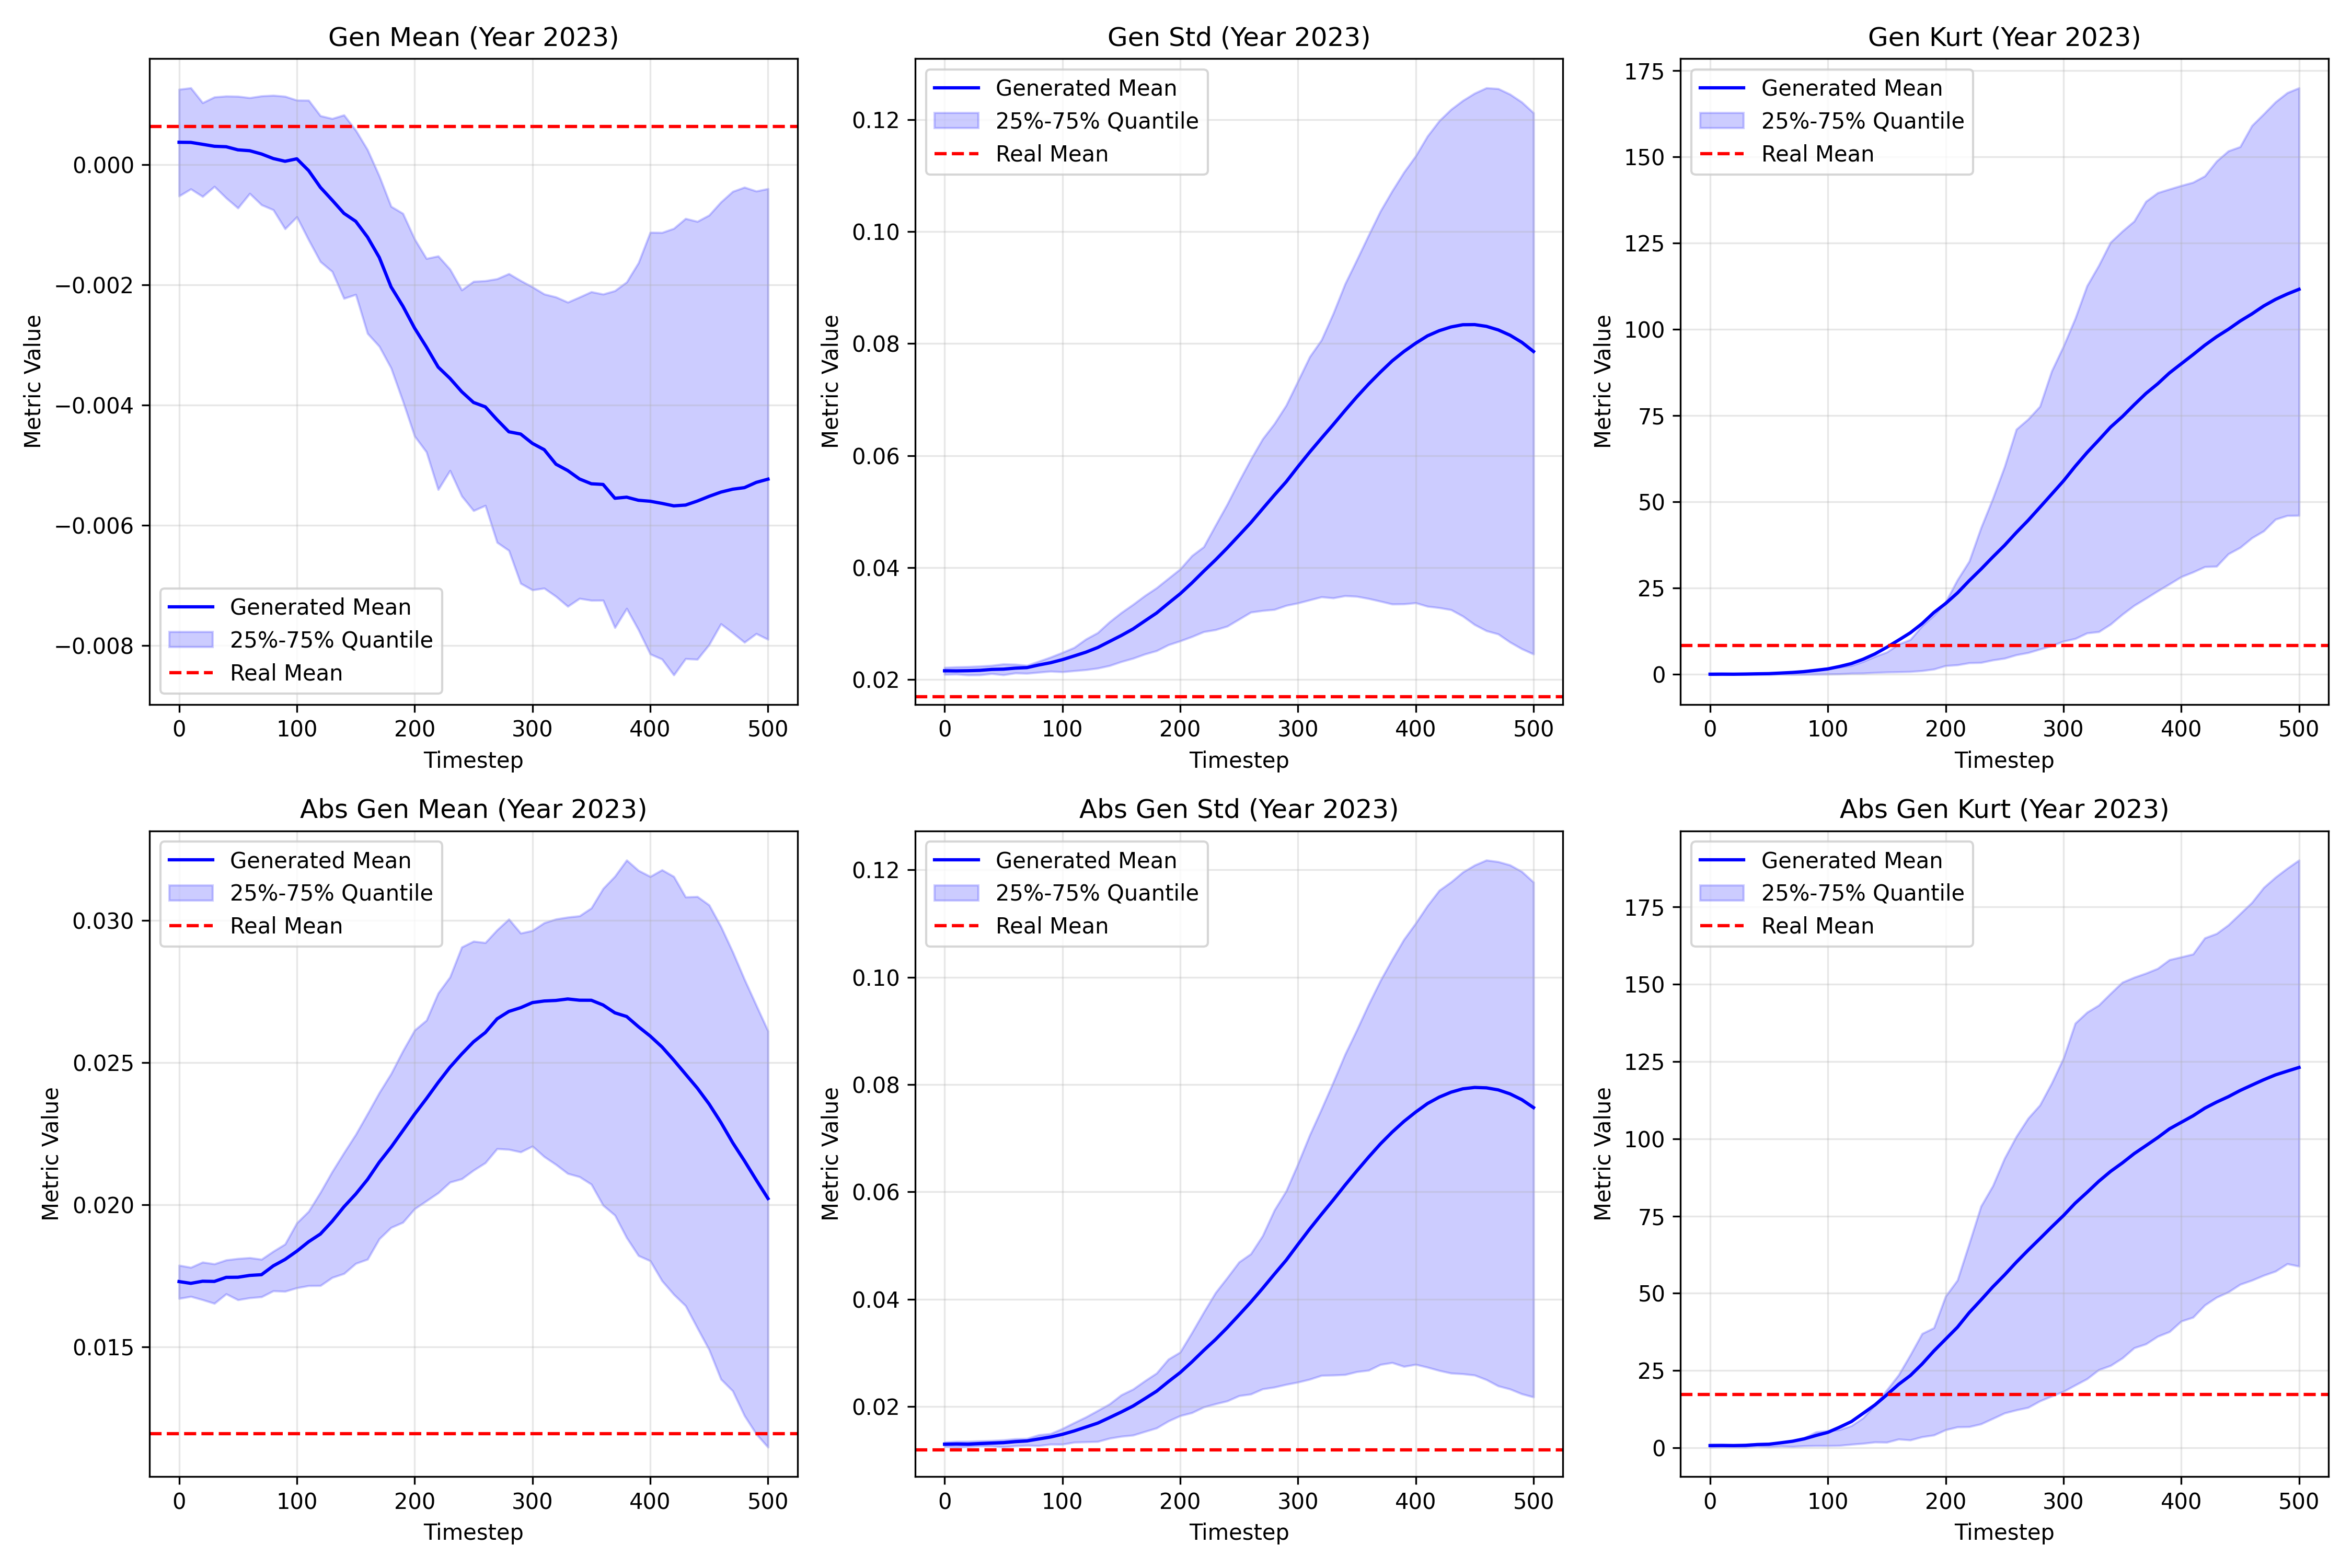 Gen Mean (Year 2023)
Metric Value
0.000
−0.002
−0.004
−0.006
−0.008
Generated Mean
25%-75% Quantile
Real Mean
0 100 200 300 400 500
Timestep
Gen Std (Year 2023)
Metric Value
0.12
0.10
0.08
0.06
0.04
0.02
Generated Mean
25%-75% Quantile
Real Mean
0 100 200 300 400 500
Timestep
Gen Kurt (Year 2023)
Metric Value
175
150
125
100
75
50
25
0
Generated Mean
25%-75% Quantile
Real Mean
0 100 200 300 400 500
Timestep
Abs Gen Mean (Year 2023)
Metric Value
0.030
0.025
0.020
0.015
Generated Mean
25%-75% Quantile
Real Mean
0 100 200 300 400 500
Timestep
Abs Gen Std (Year 2023)
Metric Value
0.12
0.10
0.08
0.06
0.04
0.02
Generated Mean
25%-75% Quantile
Real Mean
0 100 200 300 400 500
Timestep
Abs Gen Kurt (Year 2023)
Metric Value
175
150
125
100
75
50
25
0
Generated Mean
25%-75% Quantile
Real Mean
0 100 200 300 400 500
Timestep